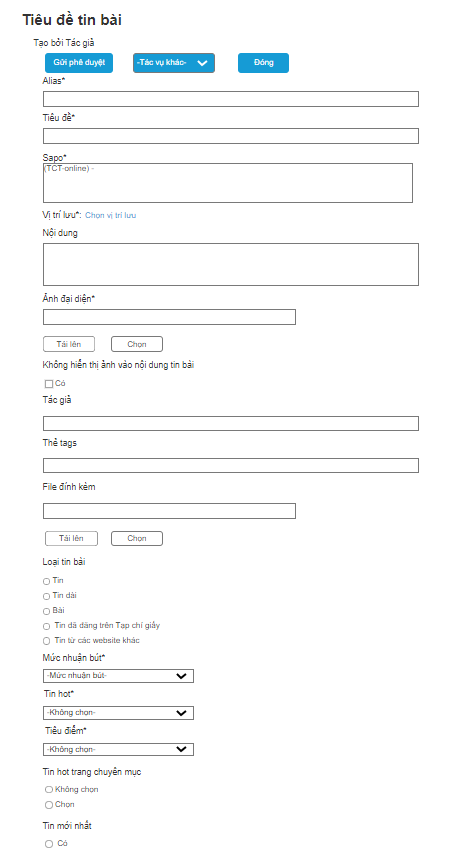 Tiêu đề tin bài
Tạo bởi Tác giả
Gửi phê duyệt -Tác vụ khác- Đóng
Alias*
Tiêu đề*
Sapo*
(TCT-online) -
Vị trí lưu*: Chọn vị trí lưu
Nội dung
Ảnh đại diện*
Tải lên Chọn
Không hiển thị ảnh vào nội dung tin bài
Có
Tác giả
Thẻ tags
File đính kèm
Tải lên Chọn
Loại tin bài
Tin
Tin dài
Bài
Tin đã đăng trên Tạp chí giấy
Tin từ các website khác
Mức nhuận bút*
-Mức nhuận bút-
Tin hot*
-Không chọn-
Tiêu điểm*
-Không chọn-
Tin hot trang chuyên mục
Không chọn
Chọn
Tin mới nhất
Có